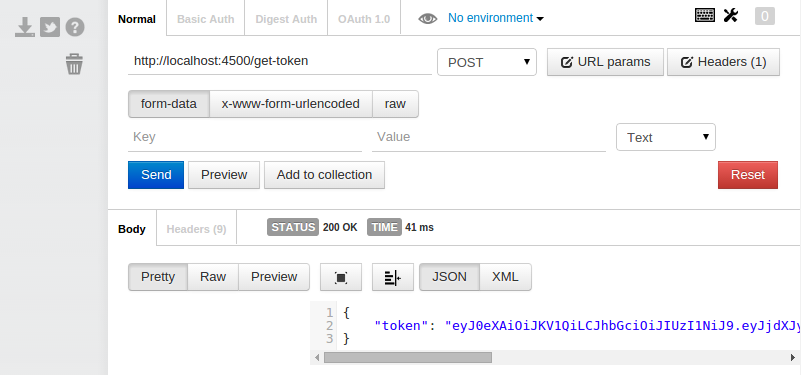 Normal Basic Auth Digest Auth OAuth 1.0 No environment 0
http://localhost:4500/get-token POST URL params Headers (1)
form-data x-www-form-urlencoded raw
Key Value Text
Send Preview Add to collection Reset
Body Headers (9) STATUS 200 OK TIME 41 ms
Pretty Raw Preview JSON XML
1 {
2 "token": "eyJ0eXAiOiJKV1QiLCJhbGciOiJIUzI1NiJ9.eyJjdXJy
3 }